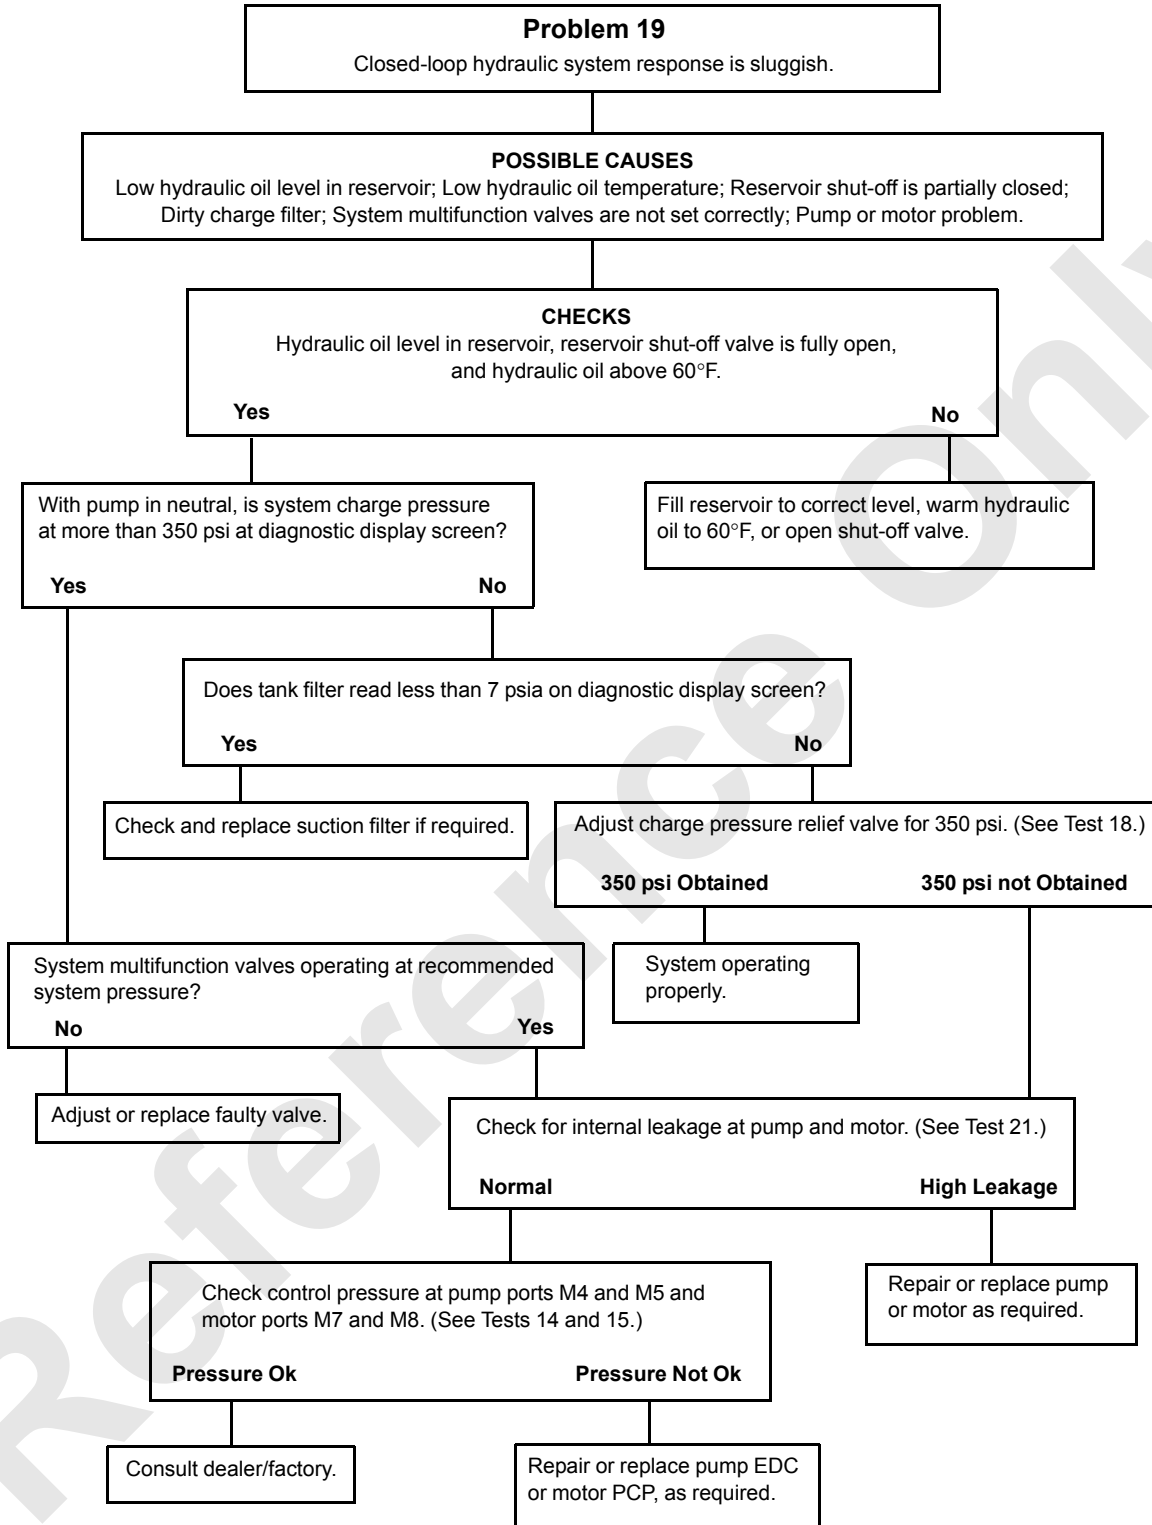 Problem 19
Closed-loop hydraulic system response is sluggish.
POSSIBLE CAUSES
Low hydraulic oil level in reservoir; Low hydraulic oil temperature; Reservoir shut-off is partially closed;
Dirty charge filter; System multifunction valves are not set correctly; Pump or motor problem.
CHECKS
Hydraulic oil level in reservoir, reservoir shut-off valve is fully open,
and hydraulic oil above 60°F.
Yes
No
With pump in neutral, is system charge pressure
at more than 350 psi at diagnostic display screen?
Yes
No
Fill reservoir to correct level, warm hydraulic
oil to 60°F, or open shut-off valve.
Does tank filter read less than 7 psia on diagnostic display screen?
Yes
No
Check and replace suction filter if required.
Adjust charge pressure relief valve for 350 psi. (See Test 18.)
350 psi Obtained
350 psi not Obtained
System multifunction valves operating at recommended
system pressure?
No
Yes
System operating
properly.
Adjust or replace faulty valve.
Check for internal leakage at pump and motor. (See Test 21.)
Normal
High Leakage
Check control pressure at pump ports M4 and M5 and
motor ports M7 and M8. (See Tests 14 and 15.)
Pressure Ok
Pressure Not Ok
Repair or replace pump
or motor as required.
Consult dealer/factory.
Repair or replace pump EDC
or motor PCP, as required.
Reference Only